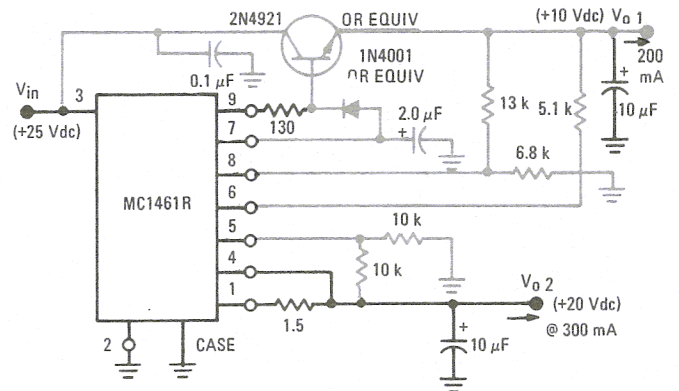 2N4921
OR EQUIV
(+10 Vdc) Vo 1
1N4001
OR EQUIV
200
mA
0.1 µF
Vin
3
(+25 Vdc)
9
130
2.0 µF
+
13 k
5.1 k
+
10 µF
7
8
6.8 k
MC1461R
6
5
10 k
4
10 k
1
1.5
Vo 2
(+20 Vdc)
@ 300 mA
+
10 µF
2
CASE